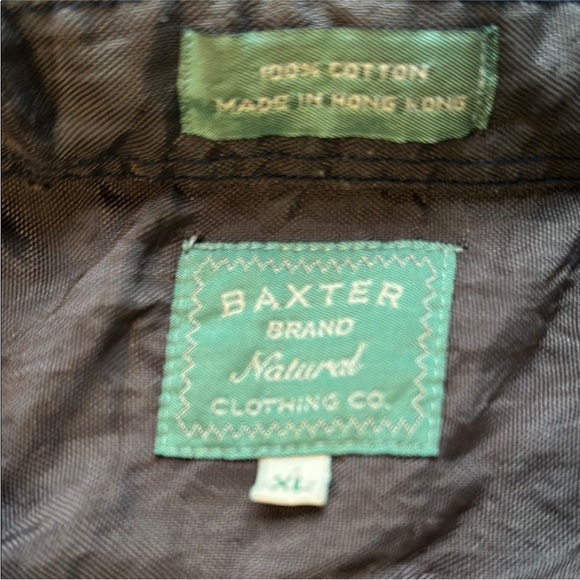 100% COTTON
MADE IN HONG KONG
BAXTER
BRAND
Natural
CLOTHING CO.
XL